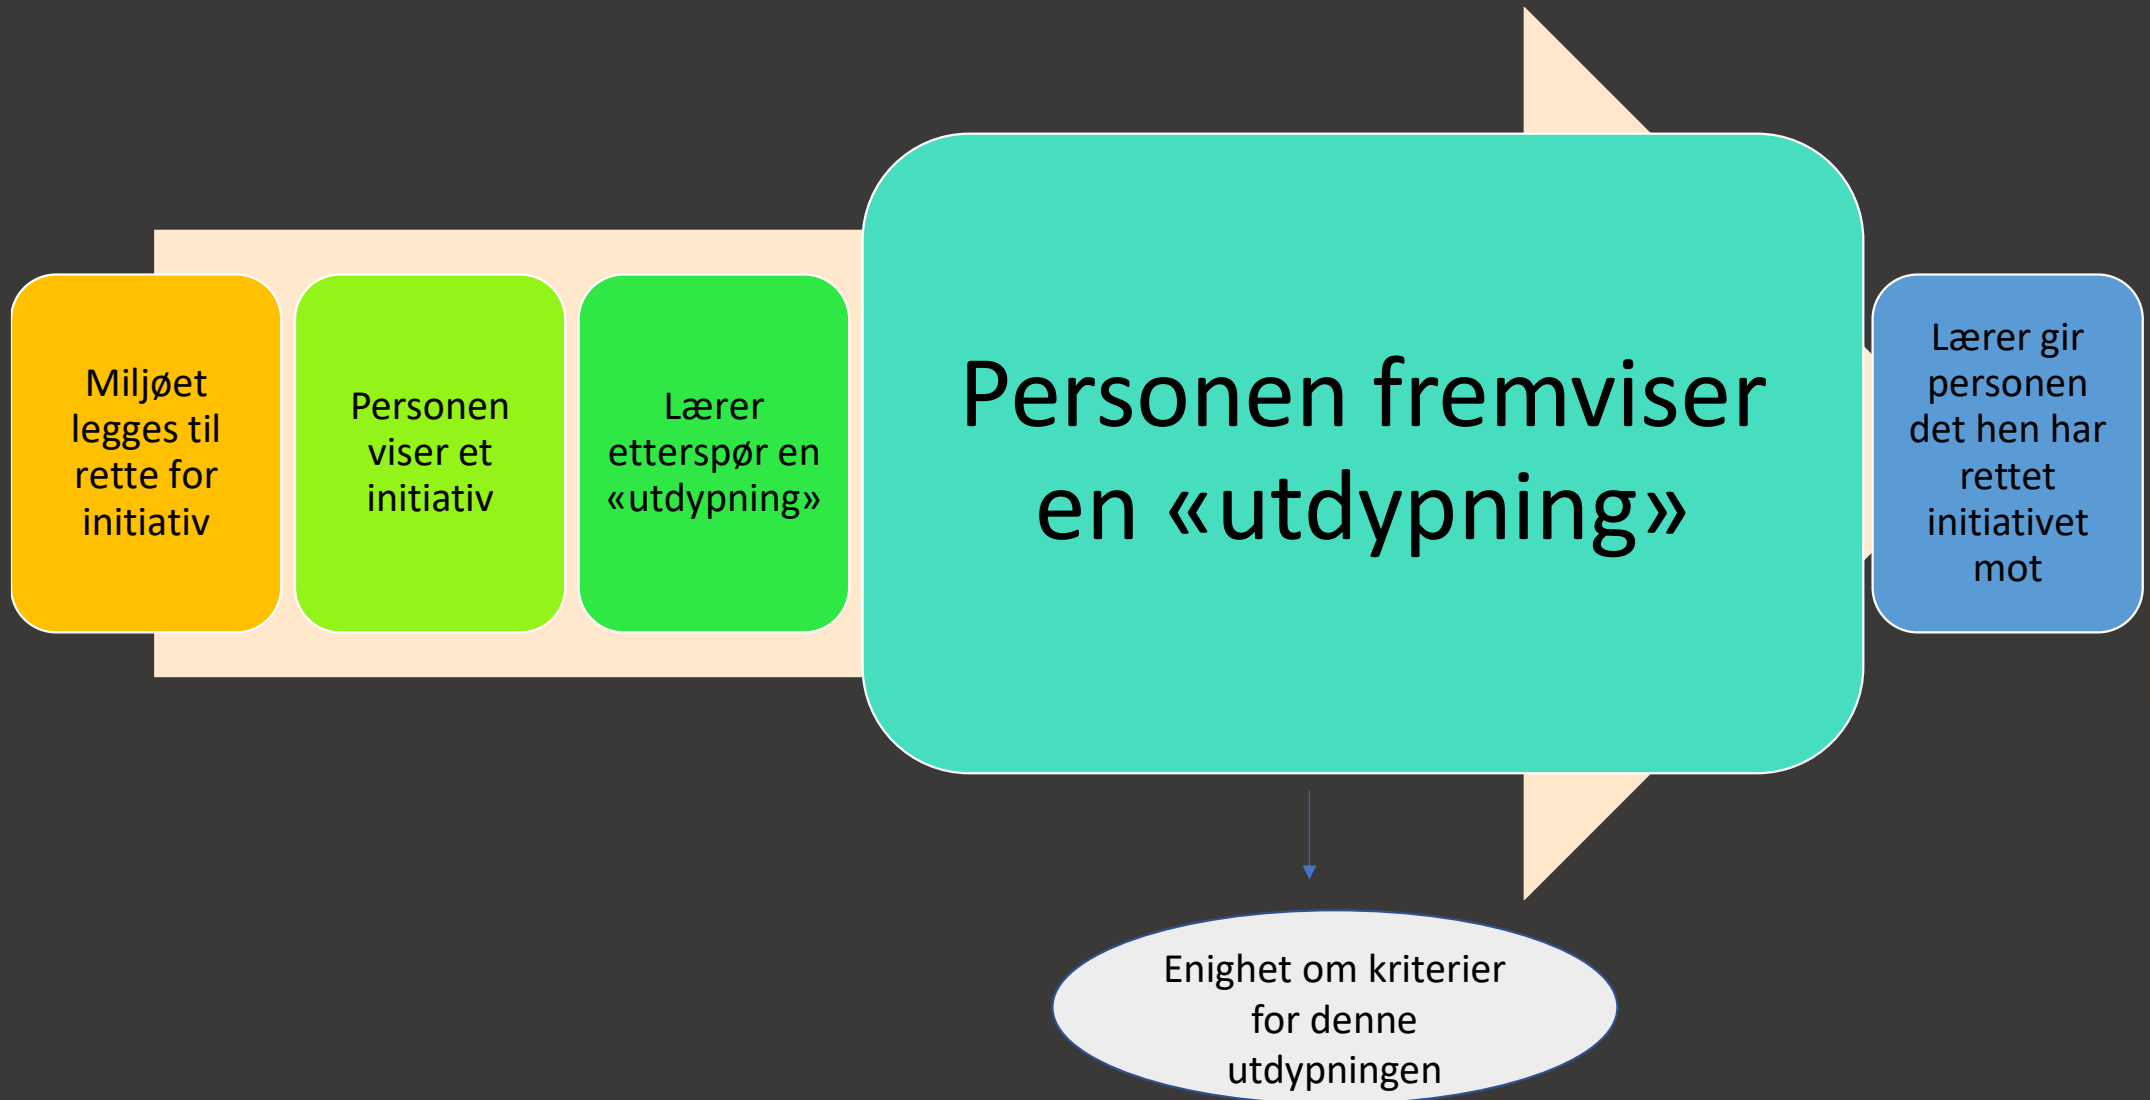 Miljøet
legges til
rette for
initiativ
Personen
viser et
initiativ
Lærer
etterspør en
«utdypning»
Personen fremviser
en «utdypning»
Lærer gir
personen
det hen har
rettet
initiativet
mot
Enighet om kriterier
for denne
utdypningen